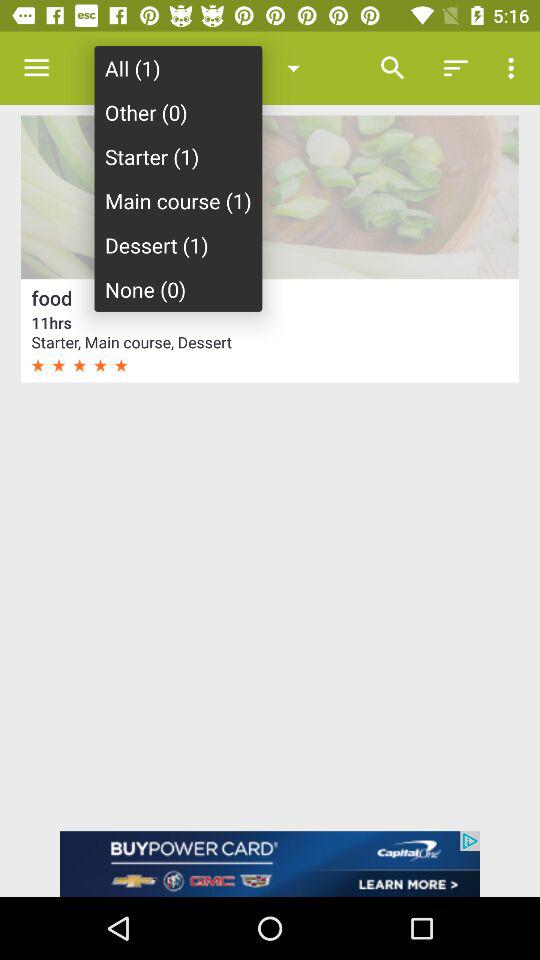 esc 5:16
All (1)
Other (0)
Starter (1)
Main course (1)
Dessert (1)
None (0)
food
11hrs
Starter, Main course, Dessert
BUYPOWER CARD®
Capital One®
GMC
LEARN MORE >